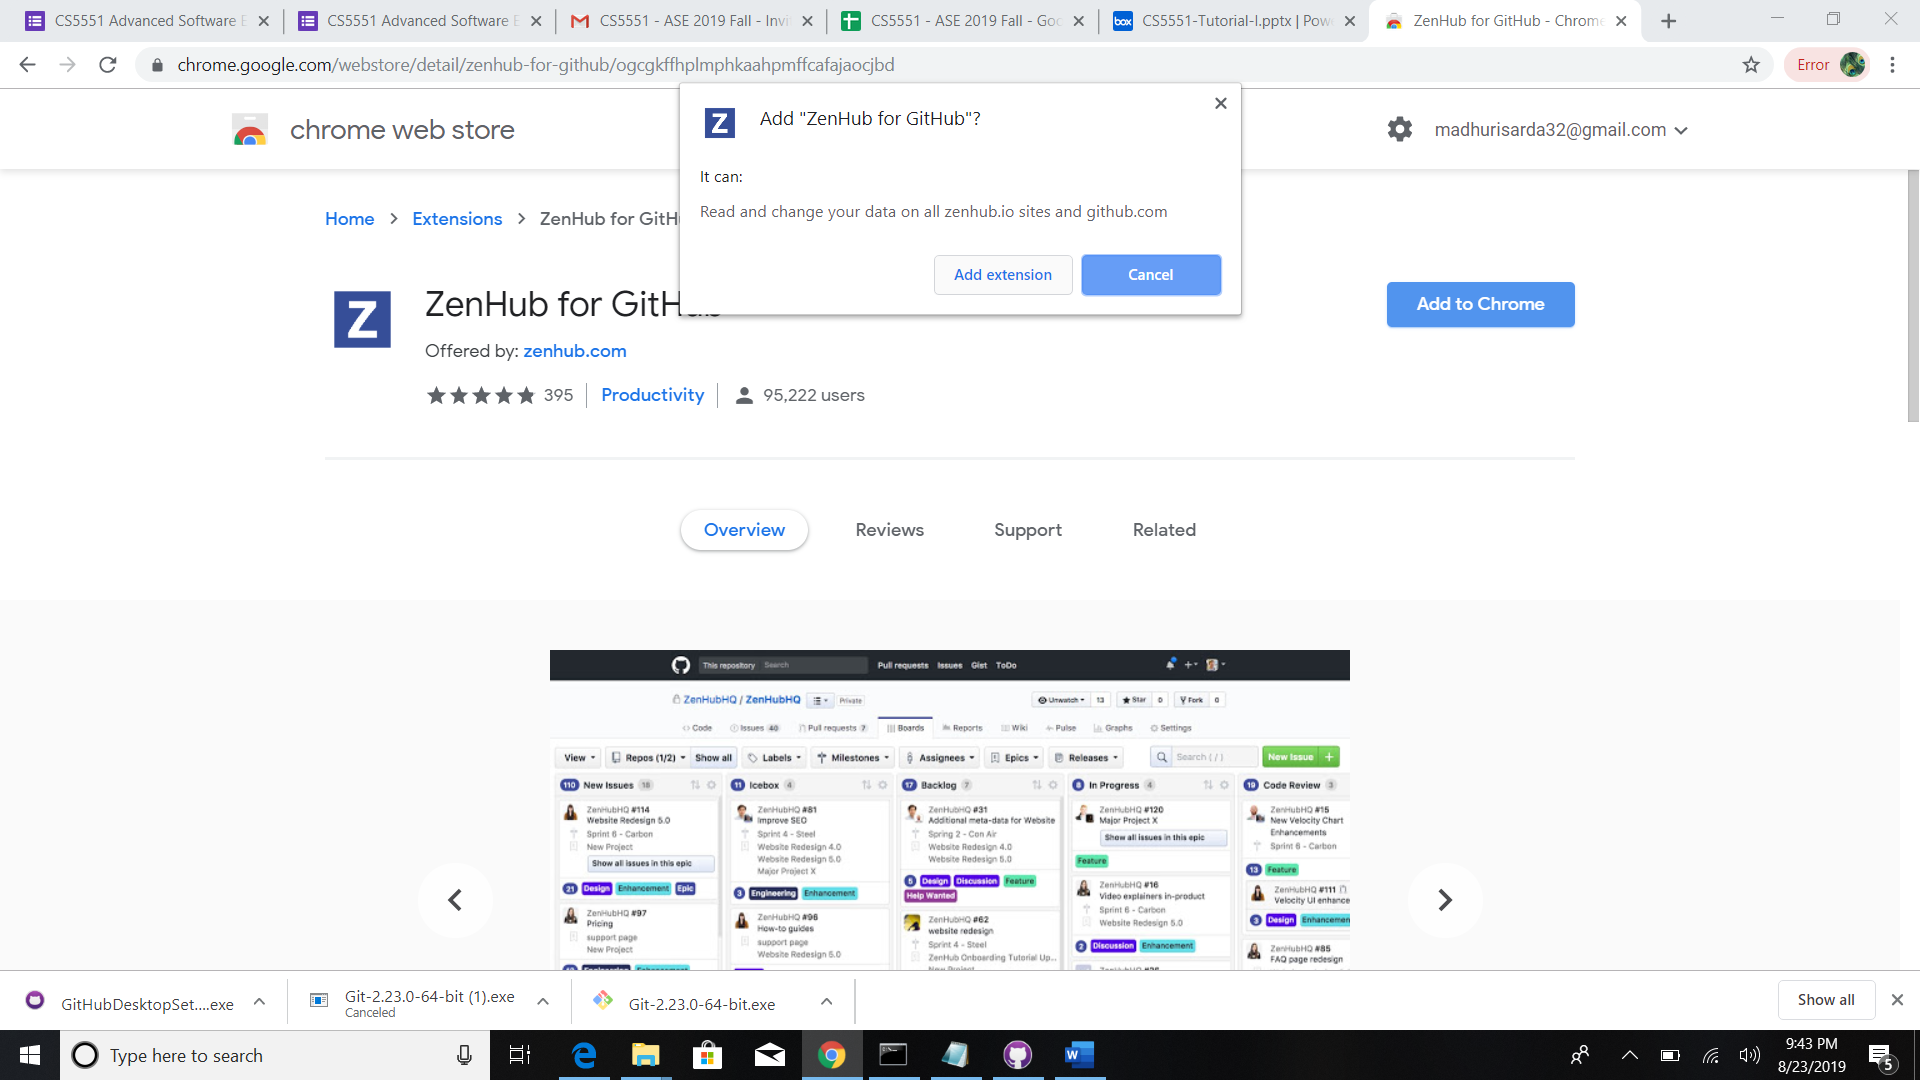 CS5551 Advanced Software E
CS5551 Advanced Software E
CS5551 - ASE 2019 Fall - Invi
CS5551 - ASE 2019 Fall - Goo
CS5551-Tutorial-I.pptx | Pow
ZenHub for GitHub - Chrome
chrome.google.com/webstore/detail/zenhub-for-github/ogcgkffhplmphkaahpmffcafajaocjbd
Error
chrome web store
madhurisarda32@gmail.com
Z
Add "ZenHub for GitHub"?
It can:
Read and change your data on all zenhub.io sites and github.com
Add extension
Cancel
Home > Extensions > ZenHub for GitHu
Z
ZenHub for GitHub
Add to Chrome
Offered by: zenhub.com
395
Productivity
95,222 users
Overview
Reviews
Support
Related
This repository Search Pull requests Issues Gist ToDo
ZenHubHQ / ZenHubHQ Private Unwatch 13 Star 0 Fork 0
Code Issues 40 Pull requests 7 Boards Reports Wiki Pulse Graphs Settings
View Repos (1/2) Show all Labels Milestones Assignees Epics Releases Search ( / ) New Issue +
110 New Issues 18
ZenHubHQ #114
Website Redesign 5.0
Sprint 6 - Carbon
New Project
Show all issues in this epic
21 Design Enhancement Epic
ZenHubHQ #97
Pricing
support page
New Project
11 Icebox 4
ZenHubHQ #81
Improve SEO
Sprint 4 - Steel
Website Redesign 4.0
Website Redesign 5.0
Major Project X
3 Engineering Enhancement
ZenHubHQ #96
How-to guides
support page
Website Redesign 5.0
17 Backlog 7
ZenHubHQ #31
Additional meta-data for Website
Spring 2 - Con Air
Website Redesign 4.0
Website Redesign 5.0
5 Design Discussion Feature
Help Wanted
ZenHubHQ #62
website redesign
Sprint 4 - Steel
ZenHub Onboarding Tutorial Up...
New Project
8 In Progress 4
ZenHubHQ #120
Major Project X
Show all issues in this epic
Feature
ZenHubHQ #16
Video explainers in-product
Sprint 6 - Carbon
Website Redesign 5.0
2 Discussion Enhancement
19 Code Review 3
ZenHubHQ #15
New Velocity Chart
Enhancements
Sprint 6 - Carbon
13 Feature
ZenHubHQ #111
Velocity UI enhance
3 Design Enhancemen
ZenHubHQ #85
FAQ page redesign
GitHubDesktopSet....exe
Git-2.23.0-64-bit (1).exe
Canceled
Git-2.23.0-64-bit.exe
Show all
Type here to search
9:43 PM
8/23/2019
5